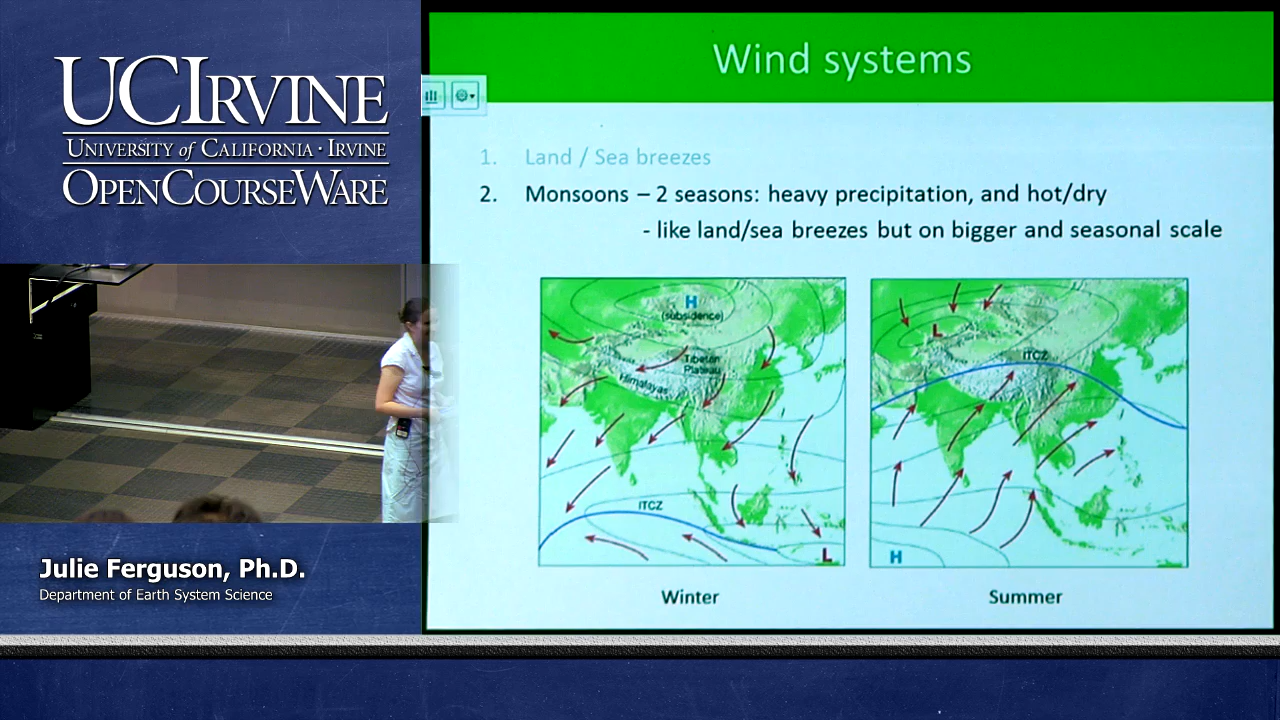 UCIRVINE
UNIVERSITY of CALIFORNIA · IRVINE
OPENCOURSEWARE
Julie Ferguson, Ph.D.
Department of Earth System Science
Wind systems
1. Land / Sea breezes
2. Monsoons – 2 seasons: heavy precipitation, and hot/dry
- like land/sea breezes but on bigger and seasonal scale
H
(subsidence)
Tibetan
Plateau
Himalayas
ITCZ
L
Winter
L
ITCZ
H
Summer